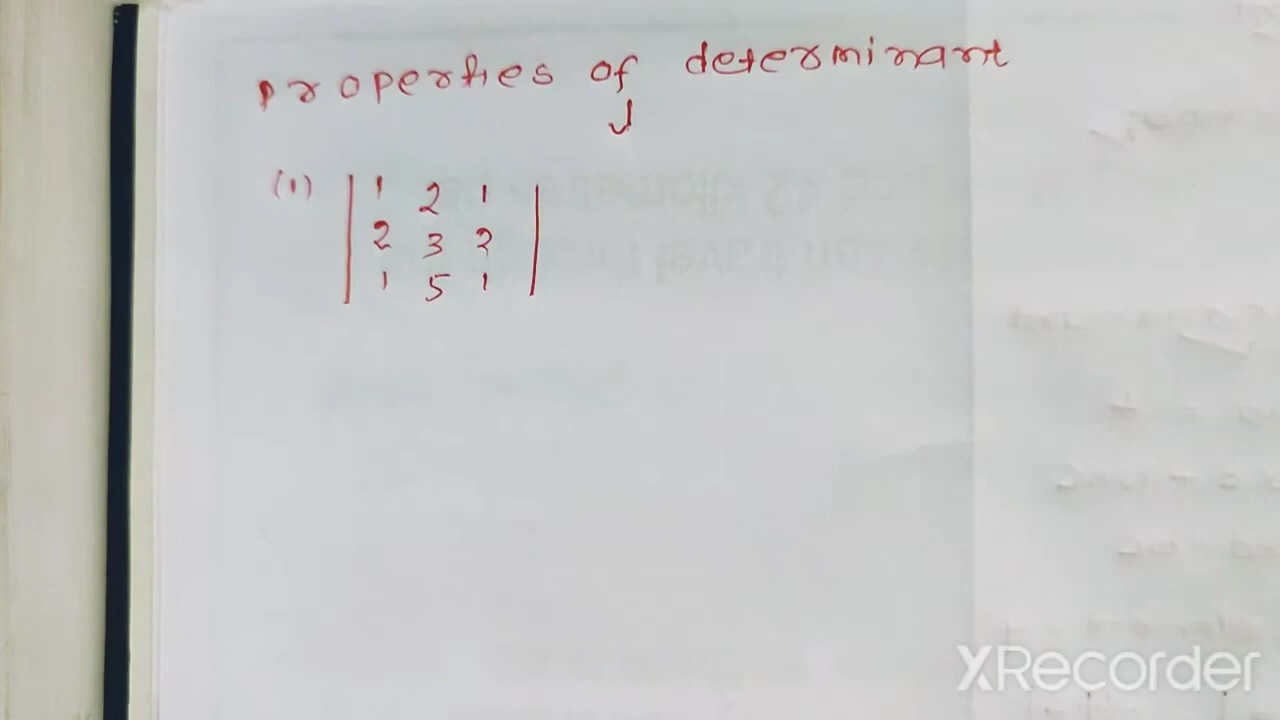 properties of determinant
(1) | 1 2 1 |
2 3 2
1 5 1
XRecorder